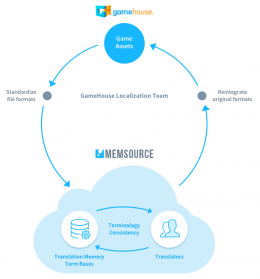 gamehouse.
Game
Assets
Standardize
file formats
GameHouse Localization Team
Reintegrate
original formats
MEMSOURCE
Terminology
Consistency
Translation Memory
Term Bases
Translators